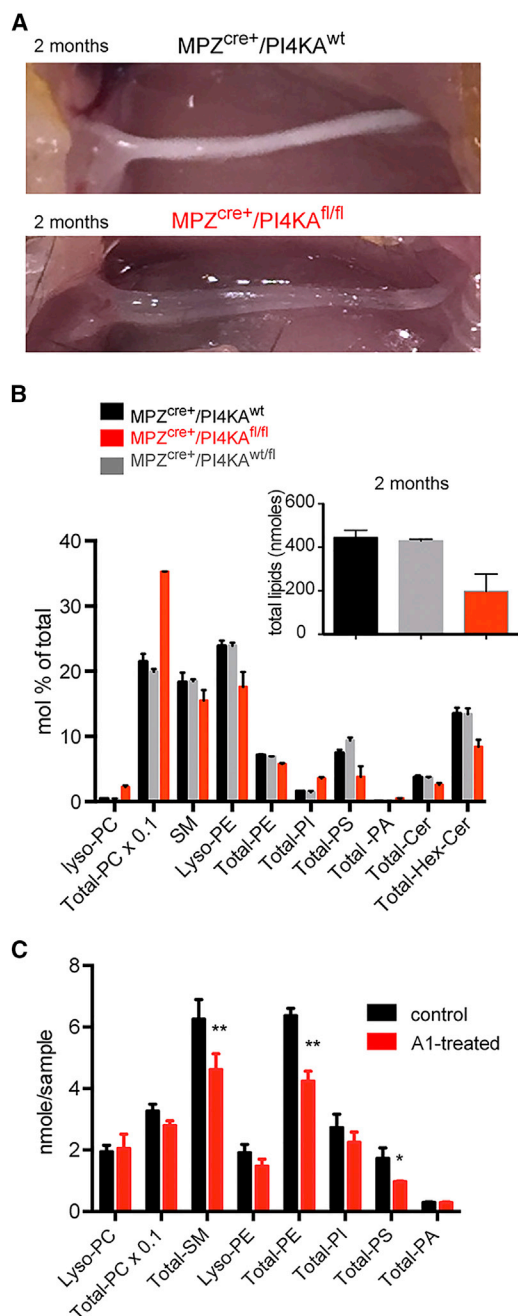 A
2 months
MPZcre+/PI4KAwt
2 months
MPZcre+/PI4KAfl/fl
B
MPZcre+/PI4KAwt
MPZcre+/PI4KAfl/fl
MPZcre+/PI4KAwt/fl
2 months
total lipids (nmoles)
600
400
200
0
mol % of total
40
30
20
10
0
lyso-PC
Total-PC x 0.1
SM
Lyso-PE
Total-PE
Total-PI
Total-PS
Total -PA
Total-Cer
Total-Hex-Cer
C
nmole/sample
8
6
4
2
0
control
A1-treated
**
**
*
Lyso-PC
Total-PC x 0.1
Total-SM
Lyso-PE
Total-PE
Total-PI
Total-PS
Total-PA